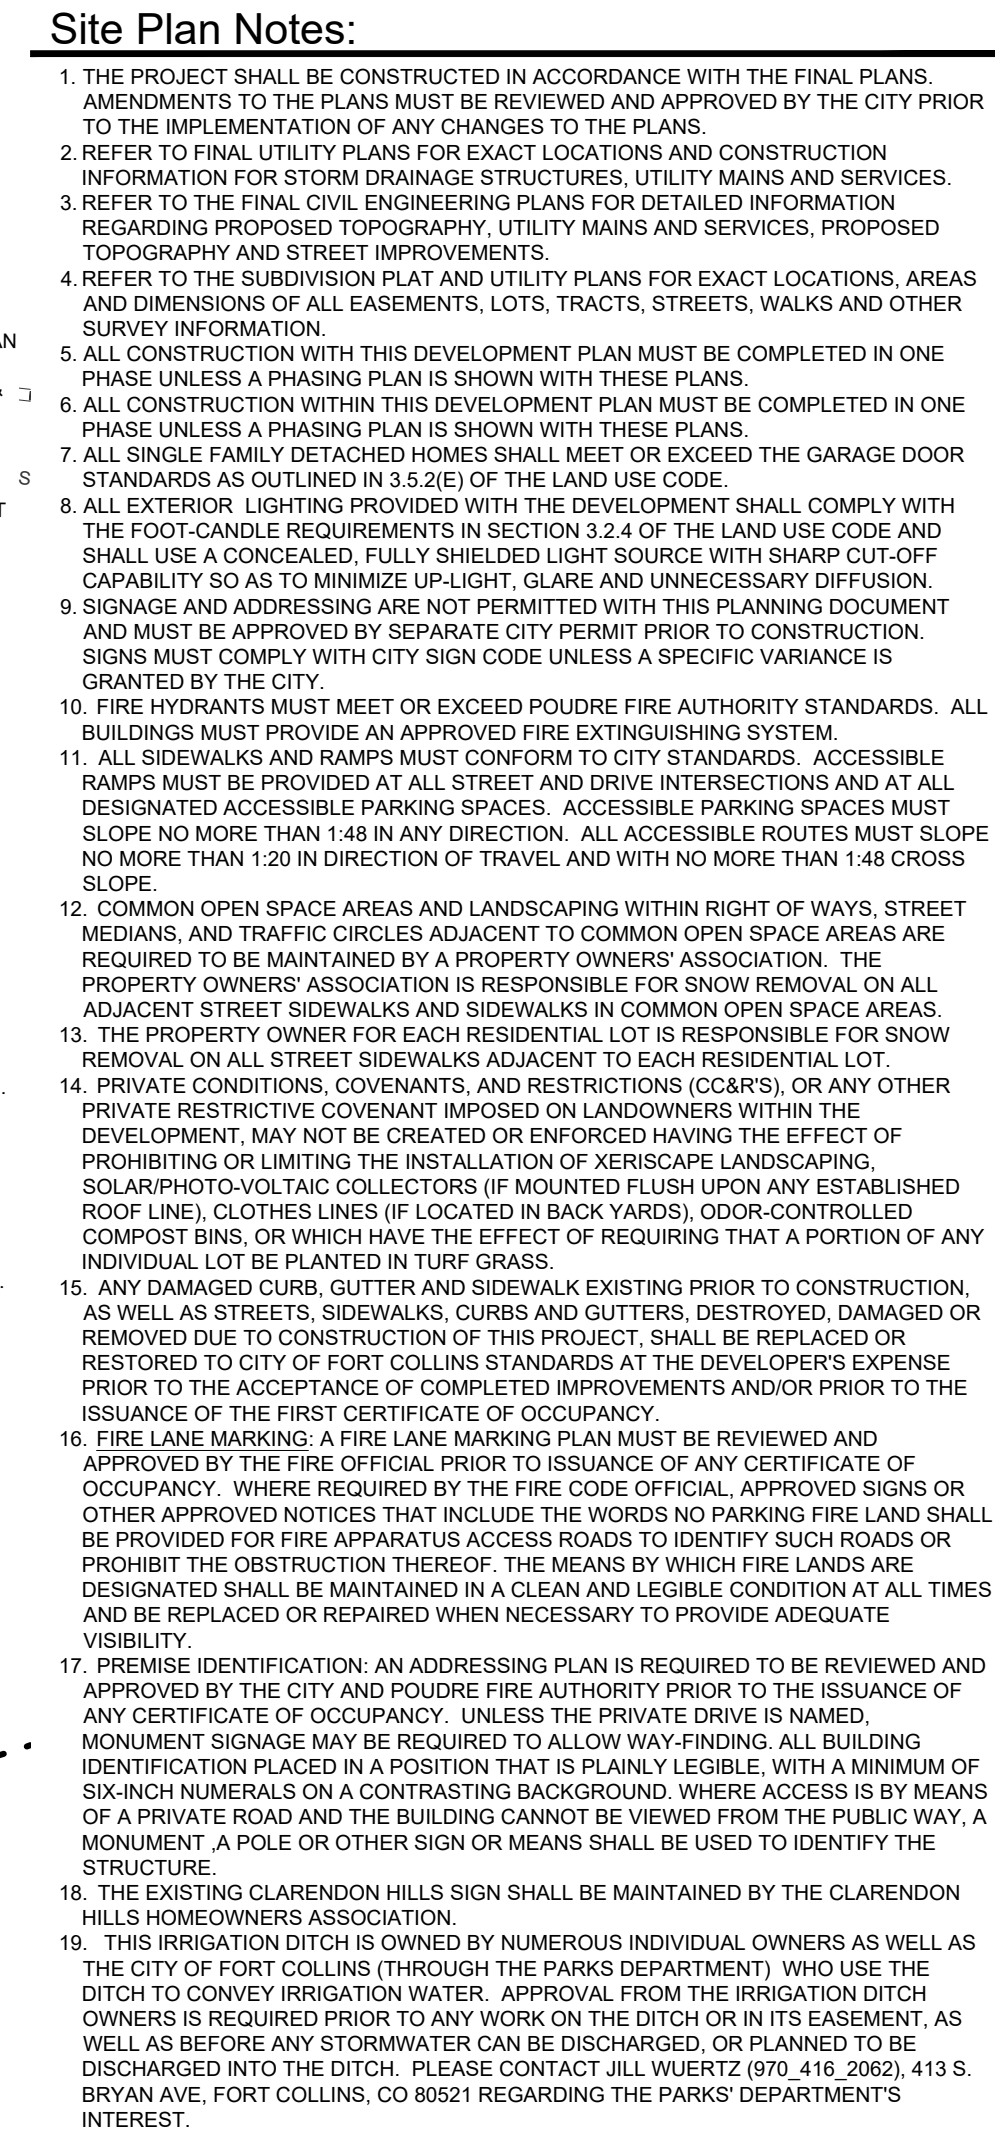 Site Plan Notes:
1. THE PROJECT SHALL BE CONSTRUCTED IN ACCORDANCE WITH THE FINAL PLANS.
AMENDMENTS TO THE PLANS MUST BE REVIEWED AND APPROVED BY THE CITY PRIOR
TO THE IMPLEMENTATION OF ANY CHANGES TO THE PLANS.
2. REFER TO FINAL UTILITY PLANS FOR EXACT LOCATIONS AND CONSTRUCTION
INFORMATION FOR STORM DRAINAGE STRUCTURES, UTILITY MAINS AND SERVICES.
3. REFER TO THE FINAL CIVIL ENGINEERING PLANS FOR DETAILED INFORMATION
REGARDING PROPOSED TOPOGRAPHY, UTILITY MAINS AND SERVICES, PROPOSED
TOPOGRAPHY AND STREET IMPROVEMENTS.
4. REFER TO THE SUBDIVISION PLAT AND UTILITY PLANS FOR EXACT LOCATIONS, AREAS
AND DIMENSIONS OF ALL EASEMENTS, LOTS, TRACTS, STREETS, WALKS AND OTHER
SURVEY INFORMATION.
5. ALL CONSTRUCTION WITH THIS DEVELOPMENT PLAN MUST BE COMPLETED IN ONE
PHASE UNLESS A PHASING PLAN IS SHOWN WITH THESE PLANS.
6. ALL CONSTRUCTION WITHIN THIS DEVELOPMENT PLAN MUST BE COMPLETED IN ONE
PHASE UNLESS A PHASING PLAN IS SHOWN WITH THESE PLANS.
7. ALL SINGLE FAMILY DETACHED HOMES SHALL MEET OR EXCEED THE GARAGE DOOR
STANDARDS AS OUTLINED IN 3.5.2(E) OF THE LAND USE CODE.
8. ALL EXTERIOR  LIGHTING PROVIDED WITH THE DEVELOPMENT SHALL COMPLY WITH
THE FOOT-CANDLE REQUIREMENTS IN SECTION 3.2.4 OF THE LAND USE CODE AND
SHALL USE A CONCEALED, FULLY SHIELDED LIGHT SOURCE WITH SHARP CUT-OFF
CAPABILITY SO AS TO MINIMIZE UP-LIGHT, GLARE AND UNNECESSARY DIFFUSION.
9. SIGNAGE AND ADDRESSING ARE NOT PERMITTED WITH THIS PLANNING DOCUMENT
AND MUST BE APPROVED BY SEPARATE CITY PERMIT PRIOR TO CONSTRUCTION.
SIGNS MUST COMPLY WITH CITY SIGN CODE UNLESS A SPECIFIC VARIANCE IS
GRANTED BY THE CITY.
10.  FIRE HYDRANTS MUST MEET OR EXCEED POUDRE FIRE AUTHORITY STANDARDS.  ALL
BUILDINGS MUST PROVIDE AN APPROVED FIRE EXTINGUISHING SYSTEM.
11.  ALL SIDEWALKS AND RAMPS MUST CONFORM TO CITY STANDARDS.  ACCESSIBLE
RAMPS MUST BE PROVIDED AT ALL STREET AND DRIVE INTERSECTIONS AND AT ALL
DESIGNATED ACCESSIBLE PARKING SPACES.  ACCESSIBLE PARKING SPACES MUST
SLOPE NO MORE THAN 1:48 IN ANY DIRECTION.  ALL ACCESSIBLE ROUTES MUST SLOPE
NO MORE THAN 1:20 IN DIRECTION OF TRAVEL AND WITH NO MORE THAN 1:48 CROSS
SLOPE.
12.  COMMON OPEN SPACE AREAS AND LANDSCAPING WITHIN RIGHT OF WAYS, STREET
MEDIANS, AND TRAFFIC CIRCLES ADJACENT TO COMMON OPEN SPACE AREAS ARE
REQUIRED TO BE MAINTAINED BY A PROPERTY OWNERS' ASSOCIATION.  THE
PROPERTY OWNERS' ASSOCIATION IS RESPONSIBLE FOR SNOW REMOVAL ON ALL
ADJACENT STREET SIDEWALKS AND SIDEWALKS IN COMMON OPEN SPACE AREAS.
13.  THE PROPERTY OWNER FOR EACH RESIDENTIAL LOT IS RESPONSIBLE FOR SNOW
REMOVAL ON ALL STREET SIDEWALKS ADJACENT TO EACH RESIDENTIAL LOT.
14.  PRIVATE CONDITIONS, COVENANTS, AND RESTRICTIONS (CC&R'S), OR ANY OTHER
PRIVATE RESTRICTIVE COVENANT IMPOSED ON LANDOWNERS WITHIN THE
DEVELOPMENT, MAY NOT BE CREATED OR ENFORCED HAVING THE EFFECT OF
PROHIBITING OR LIMITING THE INSTALLATION OF XERISCAPE LANDSCAPING,
SOLAR/PHOTO-VOLTAIC COLLECTORS (IF MOUNTED FLUSH UPON ANY ESTABLISHED
ROOF LINE), CLOTHES LINES (IF LOCATED IN BACK YARDS), ODOR-CONTROLLED
COMPOST BINS, OR WHICH HAVE THE EFFECT OF REQUIRING THAT A PORTION OF ANY
INDIVIDUAL LOT BE PLANTED IN TURF GRASS.
15.  ANY DAMAGED CURB, GUTTER AND SIDEWALK EXISTING PRIOR TO CONSTRUCTION,
AS WELL AS STREETS, SIDEWALKS, CURBS AND GUTTERS, DESTROYED, DAMAGED OR
REMOVED DUE TO CONSTRUCTION OF THIS PROJECT, SHALL BE REPLACED OR
RESTORED TO CITY OF FORT COLLINS STANDARDS AT THE DEVELOPER'S EXPENSE
PRIOR TO THE ACCEPTANCE OF COMPLETED IMPROVEMENTS AND/OR PRIOR TO THE
ISSUANCE OF THE FIRST CERTIFICATE OF OCCUPANCY.
16.  FIRE LANE MARKING: A FIRE LANE MARKING PLAN MUST BE REVIEWED AND
APPROVED BY THE FIRE OFFICIAL PRIOR TO ISSUANCE OF ANY CERTIFICATE OF
OCCUPANCY.  WHERE REQUIRED BY THE FIRE CODE OFFICIAL, APPROVED SIGNS OR
OTHER APPROVED NOTICES THAT INCLUDE THE WORDS NO PARKING FIRE LAND SHALL
BE PROVIDED FOR FIRE APPARATUS ACCESS ROADS TO IDENTIFY SUCH ROADS OR
PROHIBIT THE OBSTRUCTION THEREOF. THE MEANS BY WHICH FIRE LANDS ARE
DESIGNATED SHALL BE MAINTAINED IN A CLEAN AND LEGIBLE CONDITION AT ALL TIMES
AND BE REPLACED OR REPAIRED WHEN NECESSARY TO PROVIDE ADEQUATE
VISIBILITY.
17.  PREMISE IDENTIFICATION: AN ADDRESSING PLAN IS REQUIRED TO BE REVIEWED AND
APPROVED BY THE CITY AND POUDRE FIRE AUTHORITY PRIOR TO THE ISSUANCE OF
ANY CERTIFICATE OF OCCUPANCY.  UNLESS THE PRIVATE DRIVE IS NAMED,
MONUMENT SIGNAGE MAY BE REQUIRED TO ALLOW WAY-FINDING. ALL BUILDING
IDENTIFICATION PLACED IN A POSITION THAT IS PLAINLY LEGIBLE, WITH A MINIMUM OF
SIX-INCH NUMERALS ON A CONTRASTING BACKGROUND. WHERE ACCESS IS BY MEANS
OF A PRIVATE ROAD AND THE BUILDING CANNOT BE VIEWED FROM THE PUBLIC WAY, A
MONUMENT ,A POLE OR OTHER SIGN OR MEANS SHALL BE USED TO IDENTIFY THE
STRUCTURE.
18.  THE EXISTING CLARENDON HILLS SIGN SHALL BE MAINTAINED BY THE CLARENDON
HILLS HOMEOWNERS ASSOCIATION.
19.   THIS IRRIGATION DITCH IS OWNED BY NUMEROUS INDIVIDUAL OWNERS AS WELL AS
THE CITY OF FORT COLLINS (THROUGH THE PARKS DEPARTMENT)  WHO USE THE
DITCH TO CONVEY IRRIGATION WATER.  APPROVAL FROM THE IRRIGATION DITCH
OWNERS IS REQUIRED PRIOR TO ANY WORK ON THE DITCH OR IN ITS EASEMENT, AS
WELL AS BEFORE ANY STORMWATER CAN BE DISCHARGED, OR PLANNED TO BE
DISCHARGED INTO THE DITCH.  PLEASE CONTACT JILL WUERTZ (970_416_2062), 413 S.
BRYAN AVE, FORT COLLINS, CO 80521 REGARDING THE PARKS' DEPARTMENT'S
INTEREST.